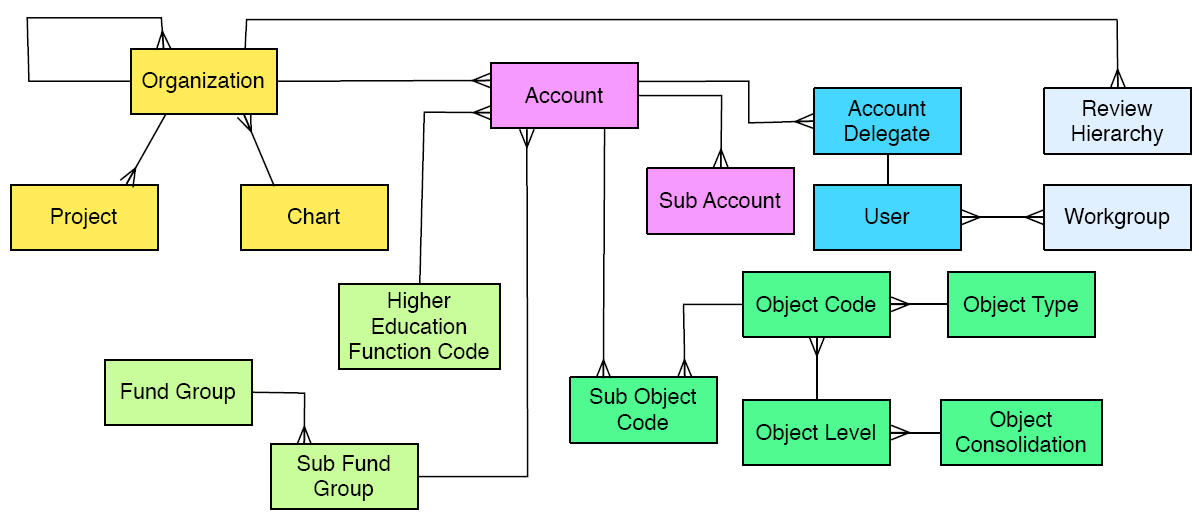 Organization
Account
Account
Delegate
Review
Hierarchy
Project
Chart
Sub Account
User
Workgroup
Higher
Education
Function Code
Object Code
Object Type
Fund Group
Sub Object
Code
Object Level
Object
Consolidation
Sub Fund
Group